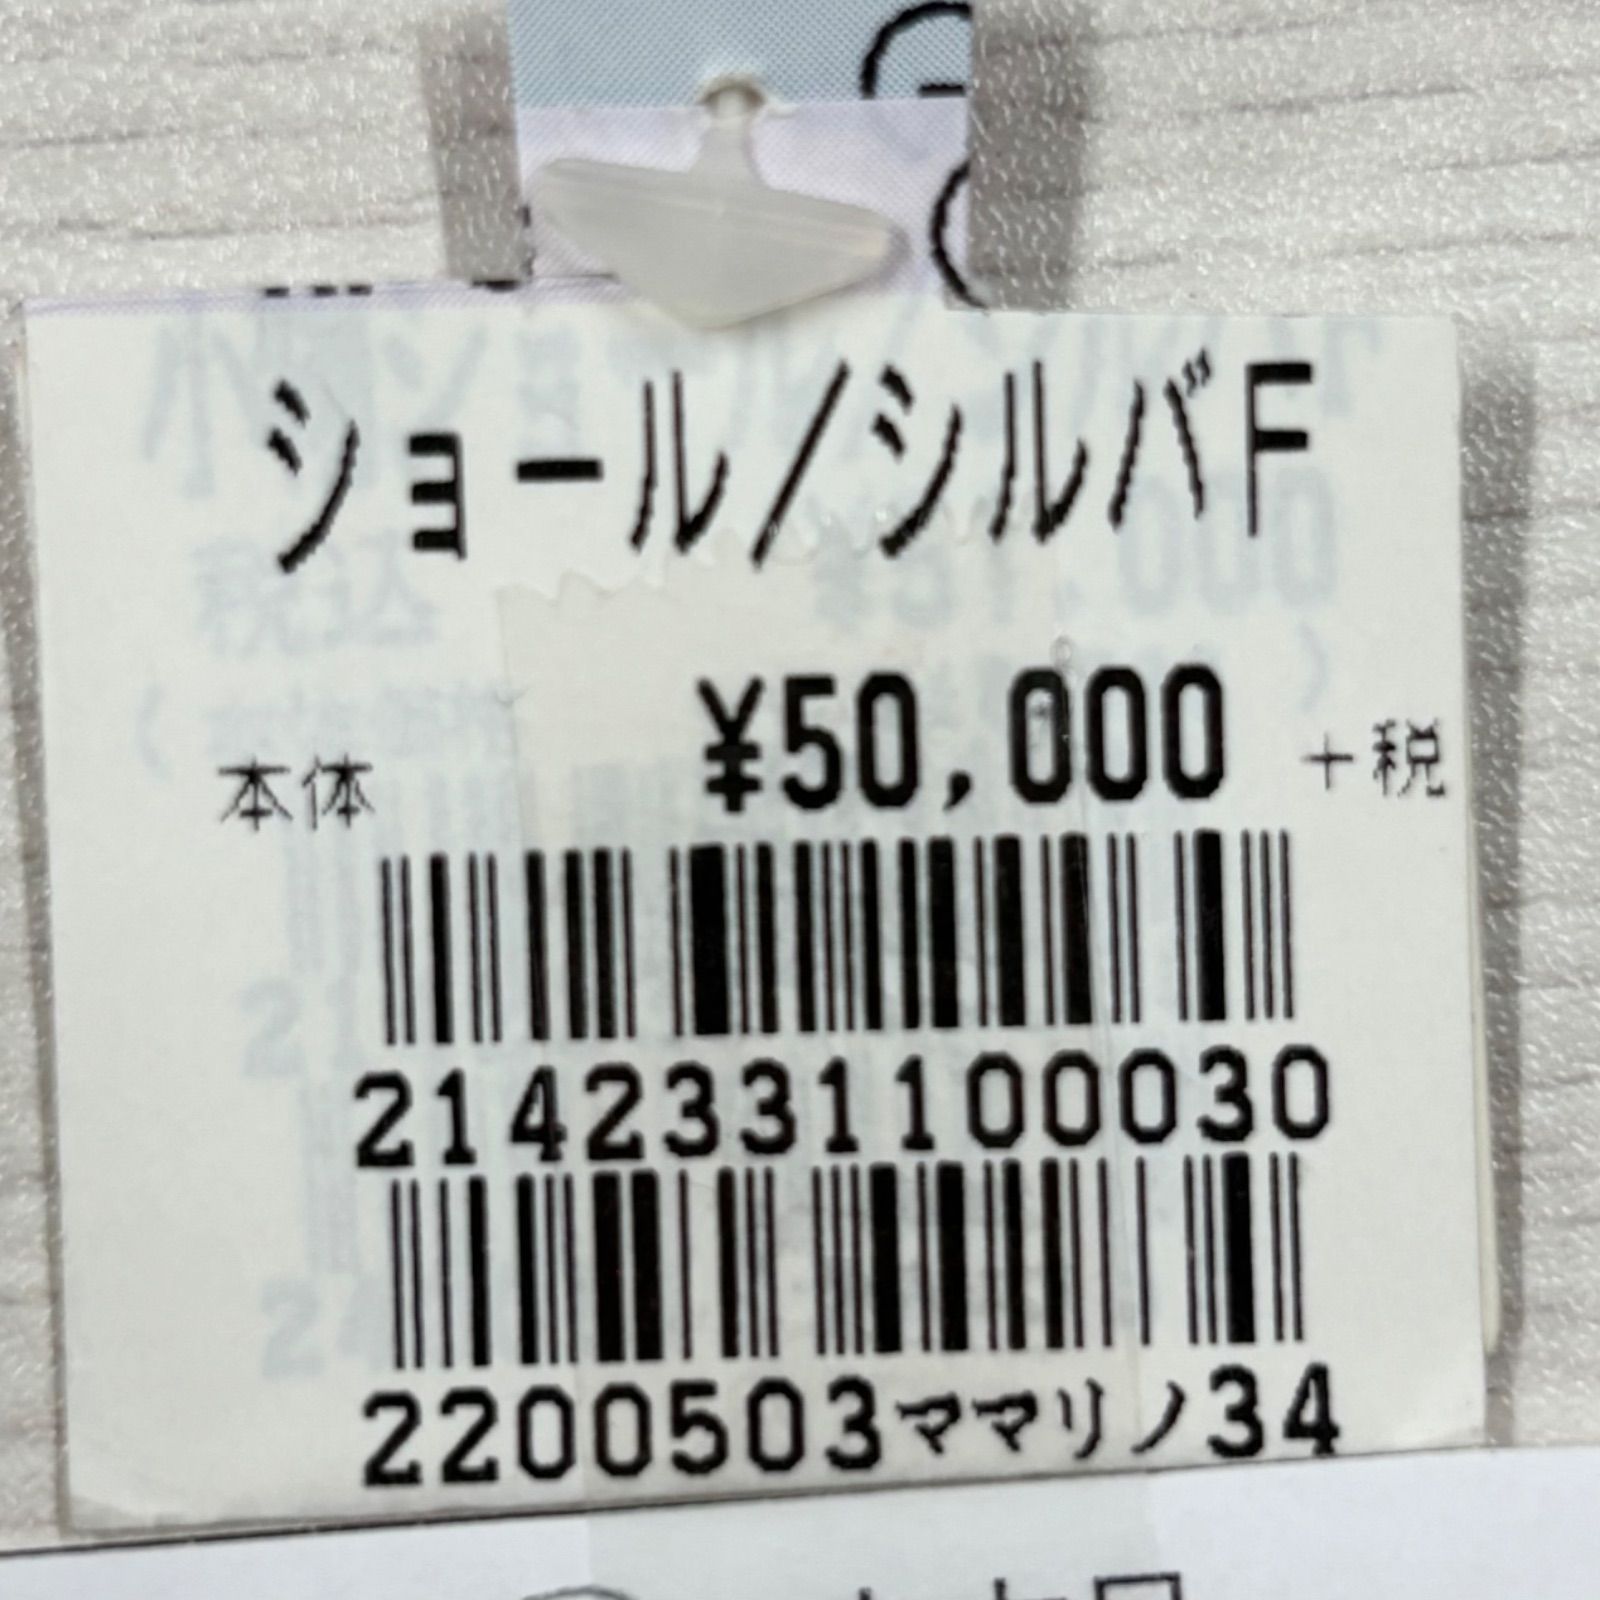 ショール/シルバF
本体 ¥50,000 +税
2142331100030
2200503ママリノ34